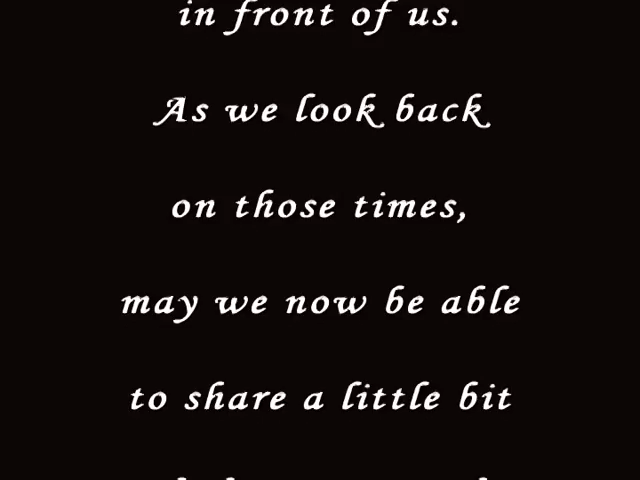 in front of us.
As we look back
on those times,
may we now be able
to share a little bit